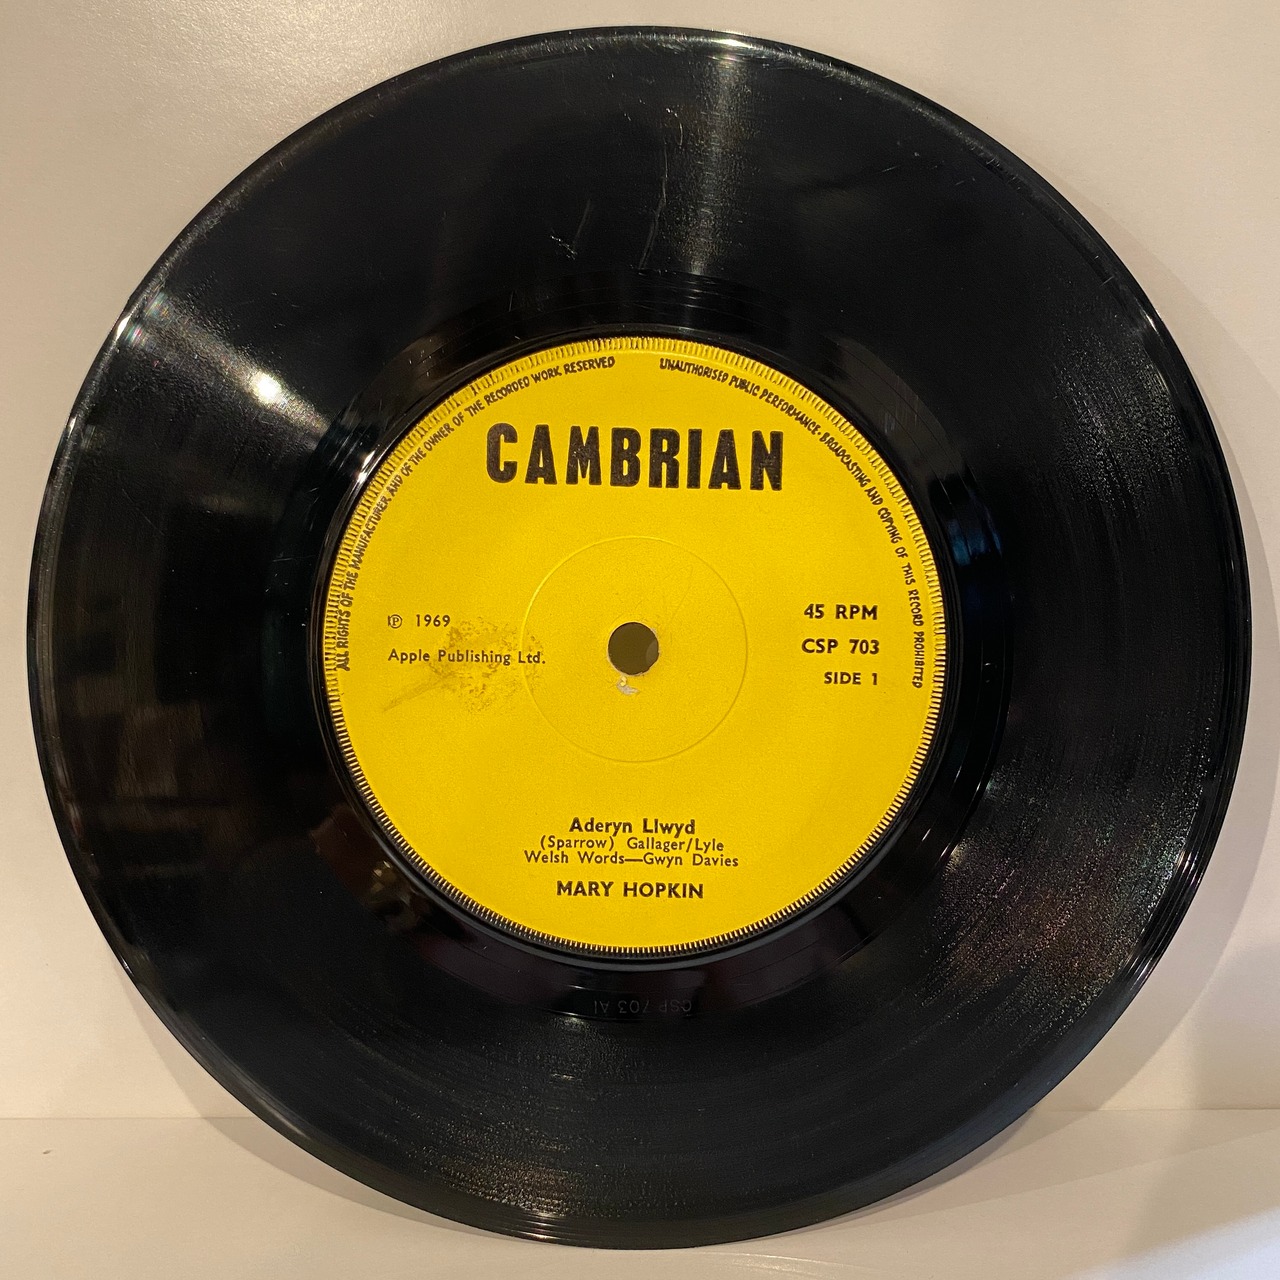 ALL RIGHTS OF THE MANUFACTURER AND OF THE OWNER OF THE RECORDED WORK RESERVED
UNAUTHORISED PUBLIC PERFORMANCE · BROADCASTING AND COPYING OF THIS RECORD PROHIBITED
CAMBRIAN
℗ 1969
Apple Publishing Ltd.
45 RPM
CSP 703
SIDE 1
Aderyn Llwyd
(Sparrow) Gallager/Lyle
Welsh Words—Gwyn Davies
MARY HOPKIN
CSP 703 A1